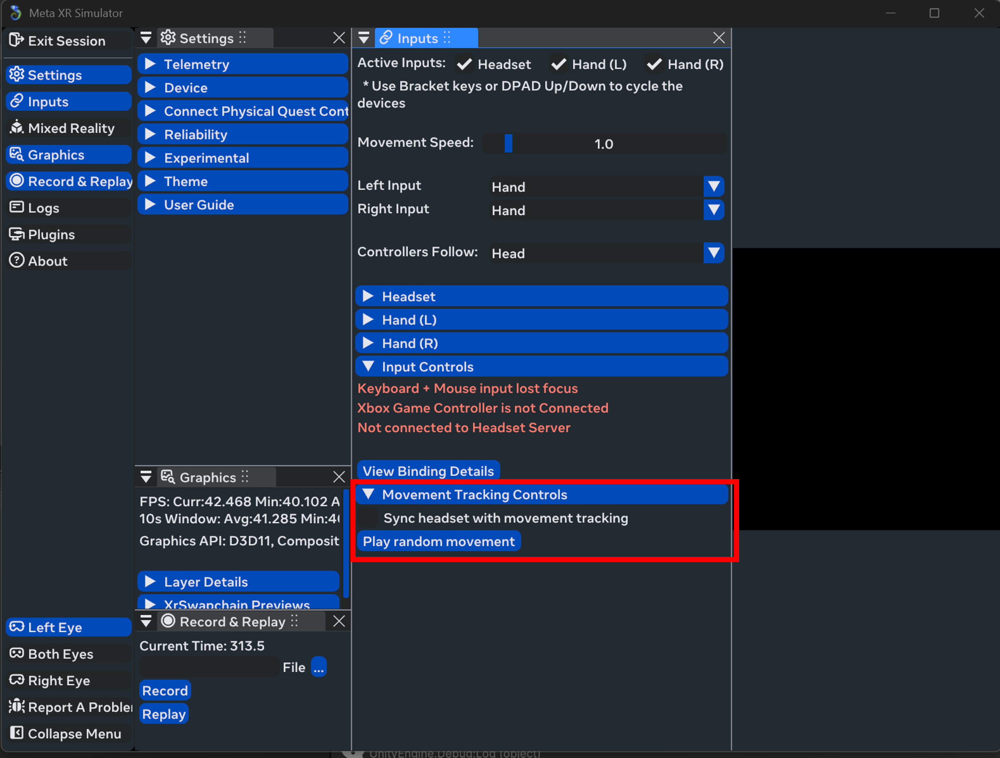 Meta XR Simulator
Exit Session
Settings
Inputs
Mixed Reality
Graphics
Record & Replay
Logs
Plugins
About
Left Eye
Both Eyes
Right Eye
Report A Probler
Collapse Menu
Settings
Telemetry
Device
Connect Physical Quest Cont
Reliability
Experimental
Theme
User Guide
Graphics
FPS: Curr:42.468 Min:40.102 A
10s Window: Avg:41.285 Min:4
Graphics API: D3D11, Composit
Layer Details
XrSwapchain Previews
Record & Replay
Current Time: 313.5
File ...
Record
Replay
Inputs
Active Inputs: Headset Hand (L) Hand (R)
* Use Bracket keys or DPAD Up/Down to cycle the
devices
Movement Speed: 1.0
Left Input Hand
Right Input Hand
Controllers Follow: Head
Headset
Hand (L)
Hand (R)
Input Controls
Keyboard + Mouse input lost focus
Xbox Game Controller is not Connected
Not connected to Headset Server
View Binding Details
Movement Tracking Controls
Sync headset with movement tracking
Play random movement
UnityEngine.Debug:Log (object)